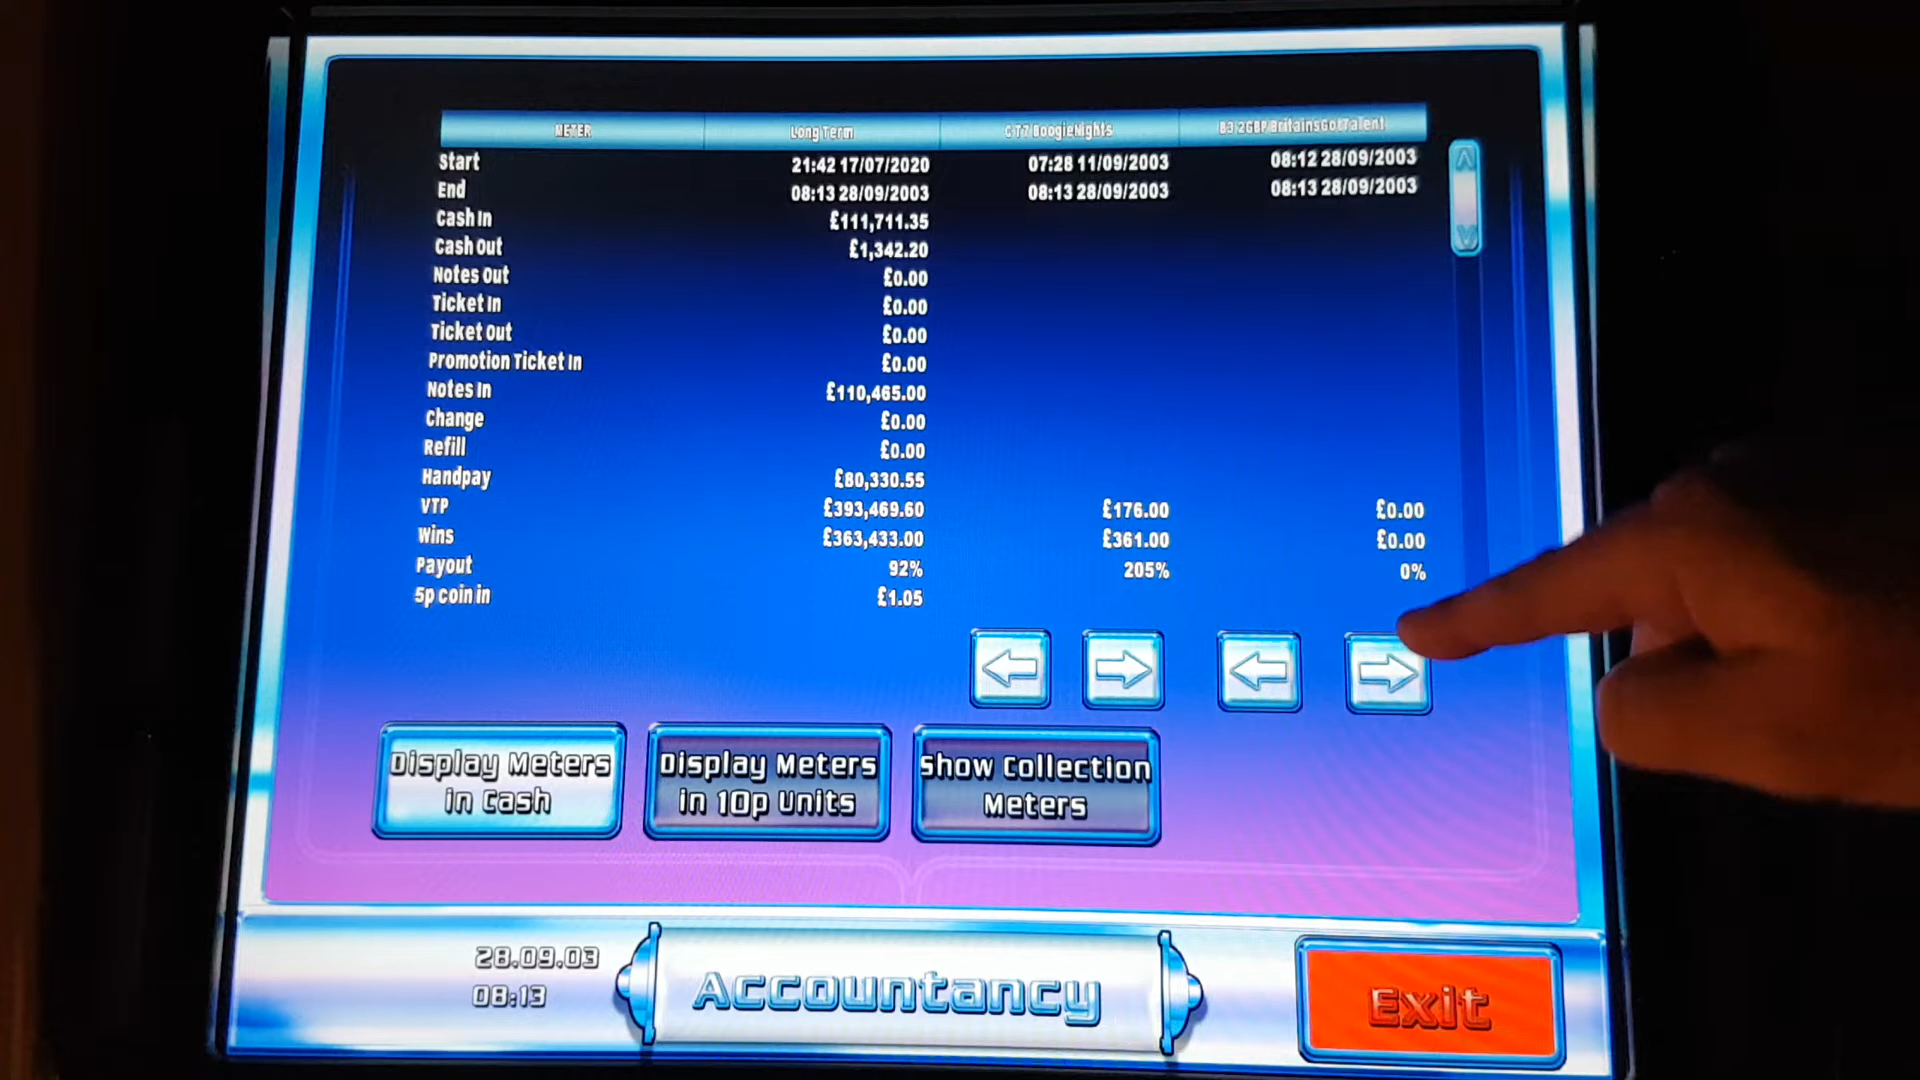 METER Long Term C T7 BoogieNights B3 2GBP BritainsGotTalent
Start 21:42 17/07/2020 07:28 11/09/2003 08:12 28/09/2003
End 08:13 28/09/2003 08:13 28/09/2003 08:13 28/09/2003
Cash In £111,711.35
Cash Out £1,342.20
Notes Out £0.00
Ticket In £0.00
Ticket Out £0.00
Promotion Ticket In £0.00
Notes In £110,465.00
Change £0.00
Refill £0.00
Handpay £80,330.55
VTP £393,469.60 £176.00 £0.00
Wins £363,433.00 £361.00 £0.00
Payout 92% 205% 0%
5p coin in £1.05
Display Meters in Cash
Display Meters in 10p Units
Show Collection Meters
28.09.03
08:13
Accountancy
Exit